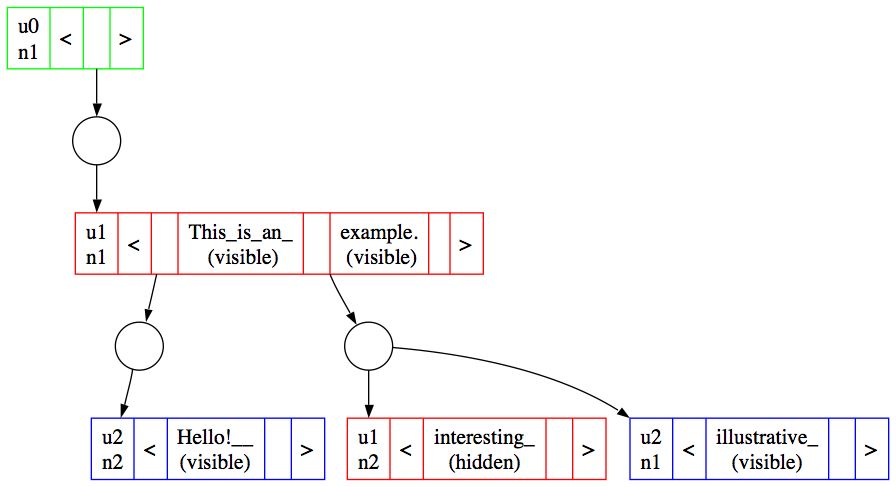 u0
n1 < >
u1
n1 < This_is_an_
(visible) example.
(visible) >
u2
n2 < Hello!__
(visible) >
u1
n2 < interesting_
(hidden) >
u2
n1 < illustrative_
(visible) >